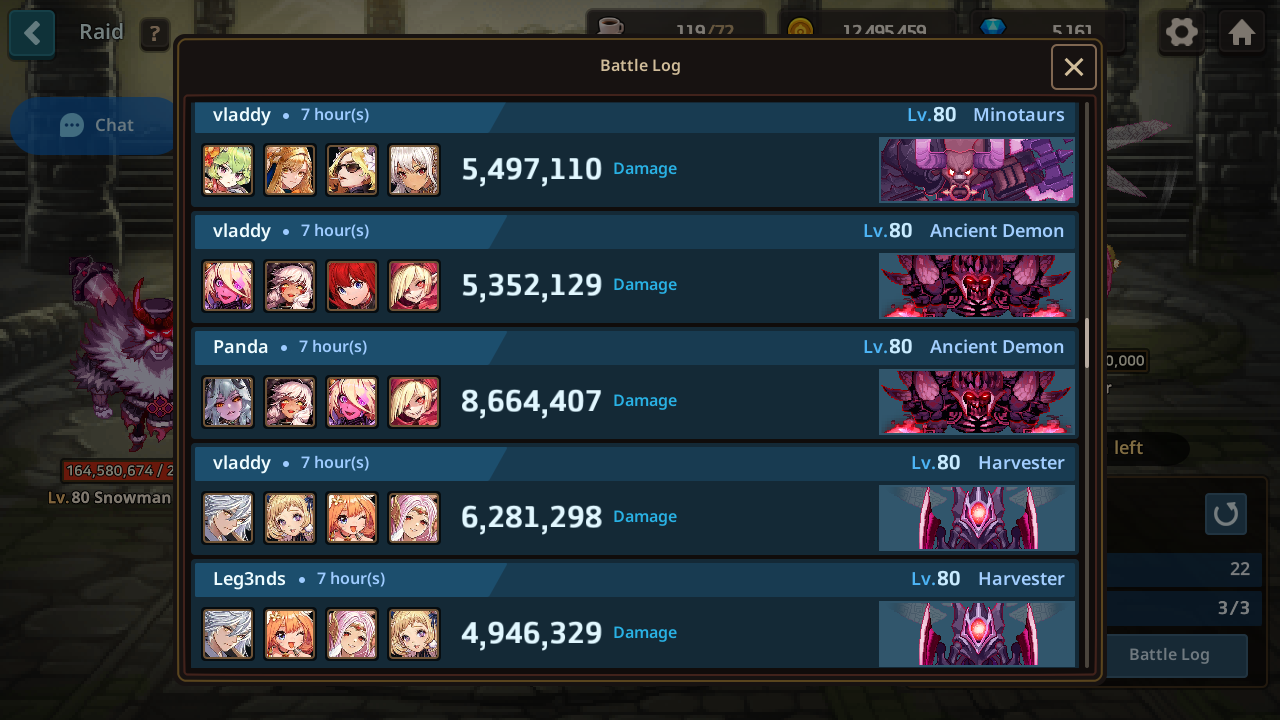 Raid
?
119/72
12,495,459
5,161
Battle Log
Chat
vladdy • 7 hour(s)
Lv.80 Minotaurs
5,497,110 Damage
vladdy • 7 hour(s)
Lv.80 Ancient Demon
5,352,129 Damage
Panda • 7 hour(s)
Lv.80 Ancient Demon
8,664,407 Damage
vladdy • 7 hour(s)
Lv.80 Harvester
6,281,298 Damage
Leg3nds • 7 hour(s)
Lv.80 Harvester
4,946,329 Damage
164,580,674 / 2
Lv.80 Snowman
0,000
r
left
22
3/3
Battle Log